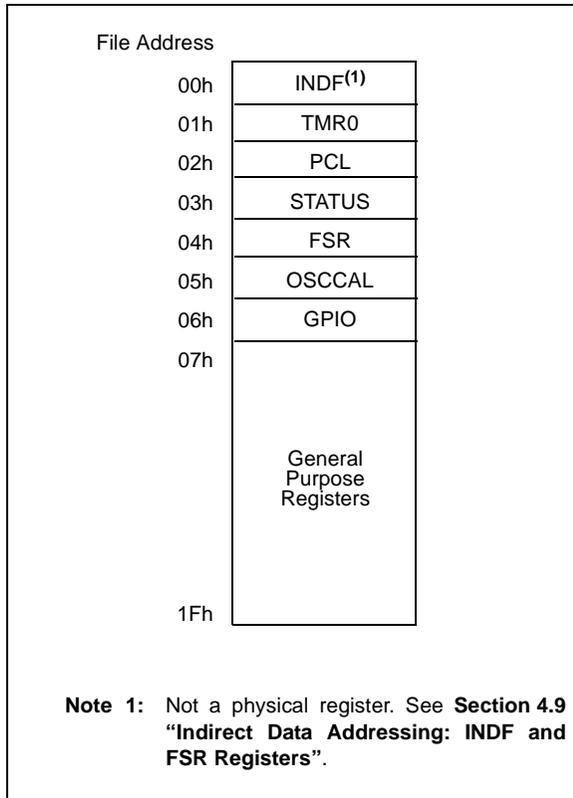 File Address
00h INDF(1)
01h TMR0
02h PCL
03h STATUS
04h FSR
05h OSCCAL
06h GPIO
07h
General
Purpose
Registers
1Fh
Note 1: Not a physical register. See Section 4.9
“Indirect Data Addressing: INDF and
FSR Registers”.